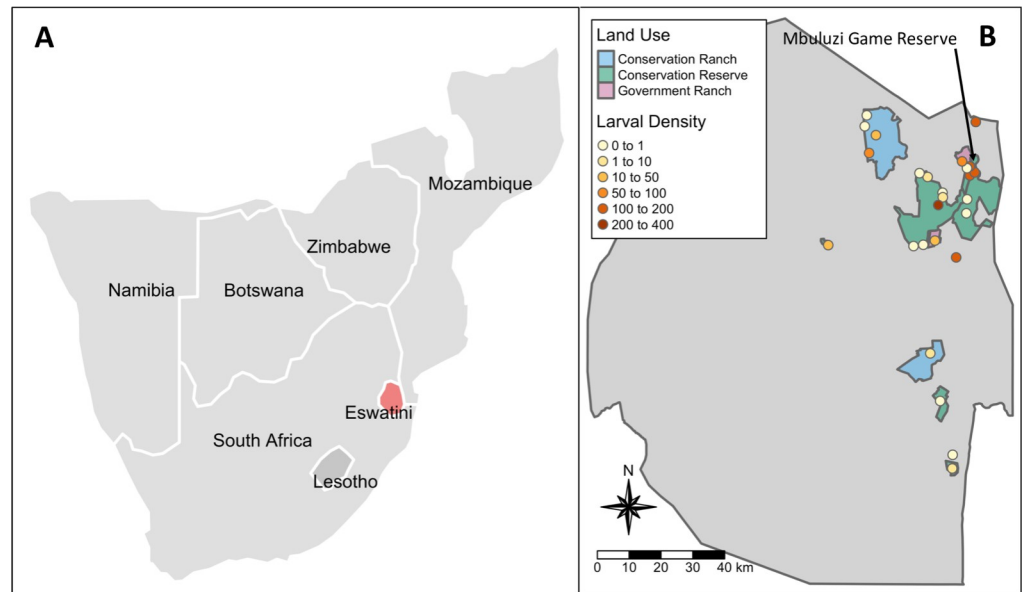 A
Mozambique
Zimbabwe
Namibia
Botswana
Eswatini
South Africa
Lesotho
B
Mbuluzi Game Reserve
Land Use
Conservation Ranch
Conservation Reserve
Government Ranch
Larval Density
0 to 1
1 to 10
10 to 50
50 to 100
100 to 200
200 to 400
N
0 10 20 30 40 km